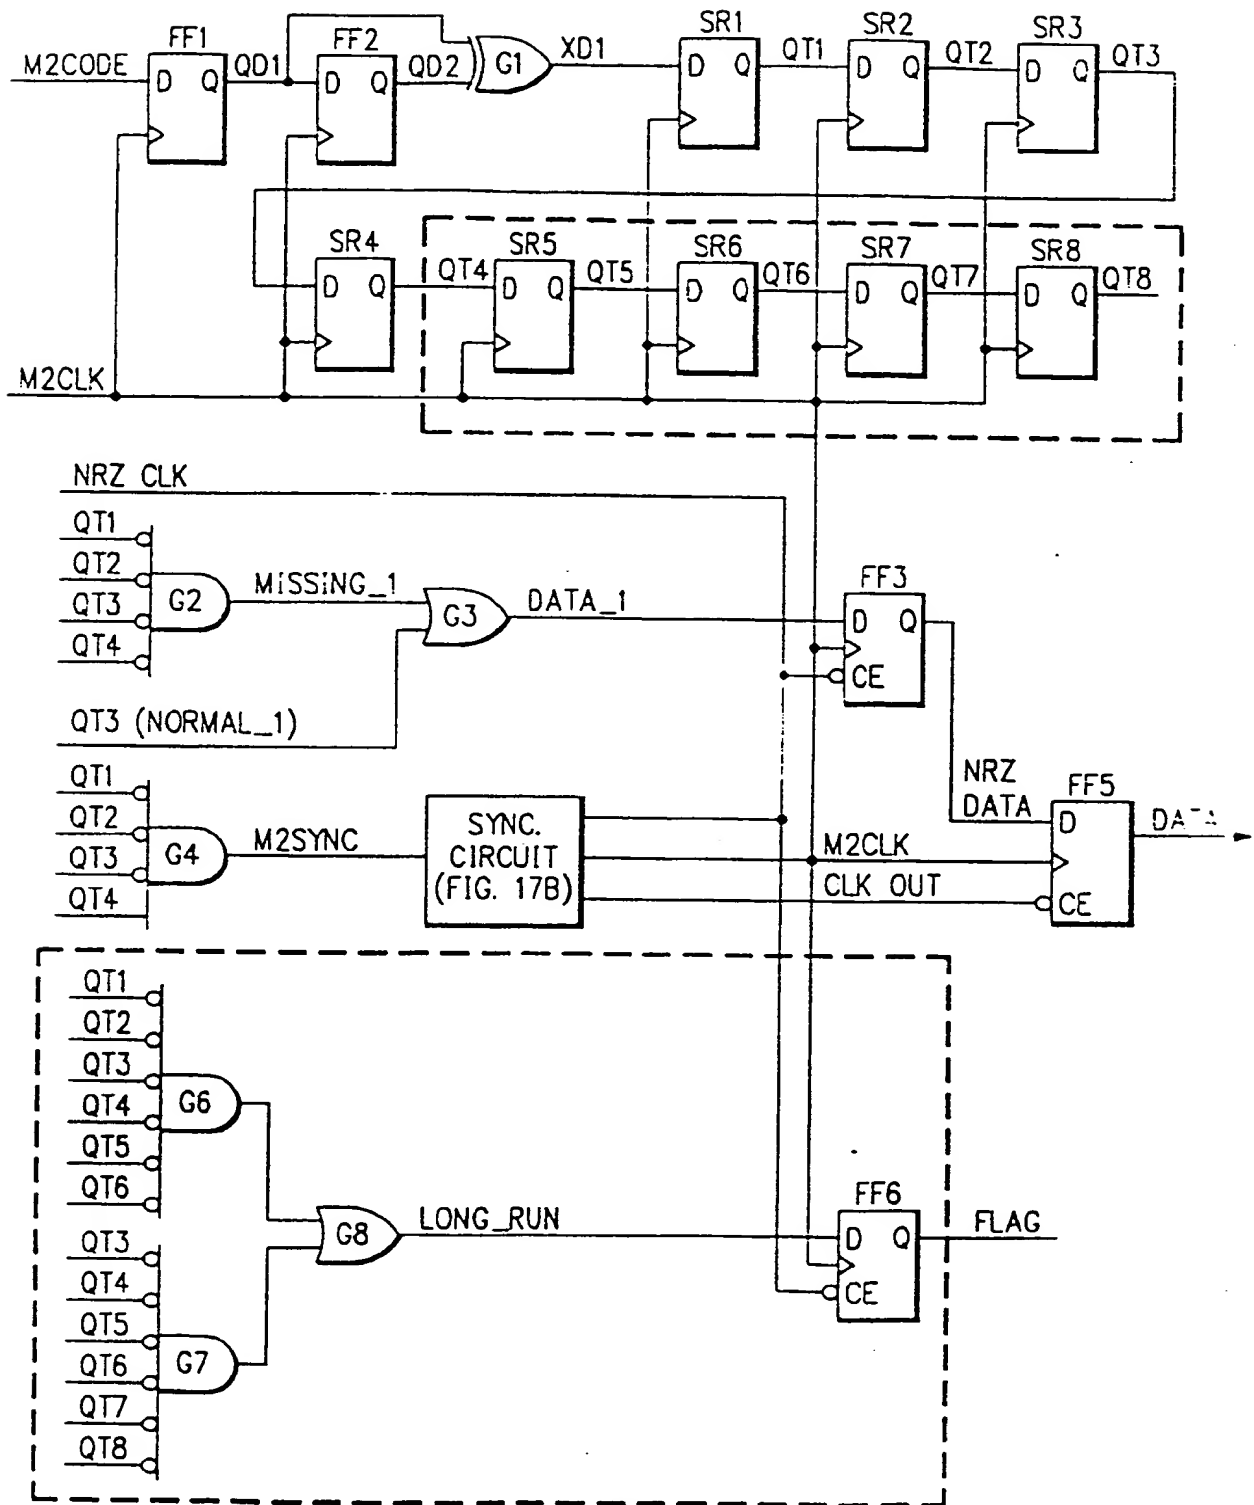 FF1
FF2
SR1
SR2
SR3
M2CODE
D Q
QD1
D Q
QD2
G1
XD1
D Q
QT1
D Q
QT2
D Q
QT3
SR4
SR5
SR6
SR7
SR8
D Q
QT4
D Q
QT5
D Q
QT6
D Q
QT7
D Q
QT8
M2CLK
NRZ CLK
QT1
QT2
QT3
QT4
G2
MISSING_1
G3
DATA_1
FF3
D Q
CE
QT3 (NORMAL_1)
QT1
QT2
QT3
QT4
G4
M2SYNC
SYNC.
CIRCUIT
(FIG. 17B)
M2CLK
CLK OUT
NRZ
DATA
FF5
D
CE
DATA
QT1
QT2
QT3
QT4
QT5
QT6
G6
QT3
QT4
QT5
QT6
QT7
QT8
G7
G8
LONG_RUN
FF6
D Q
CE
FLAG